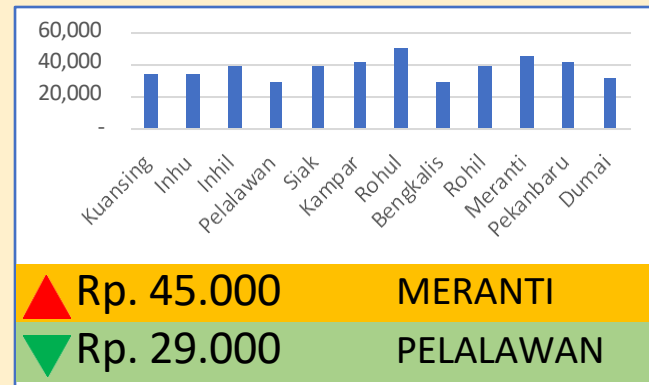 60,000
40,000
20,000
-
Kuansing
Inhu
Inhil
Pelalawan
Siak
Kampar
Rohul
Bengkalis
Rohil
Meranti
Pekanbaru
Dumai
Rp. 45.000 MERANTI
Rp. 29.000 PELALAWAN